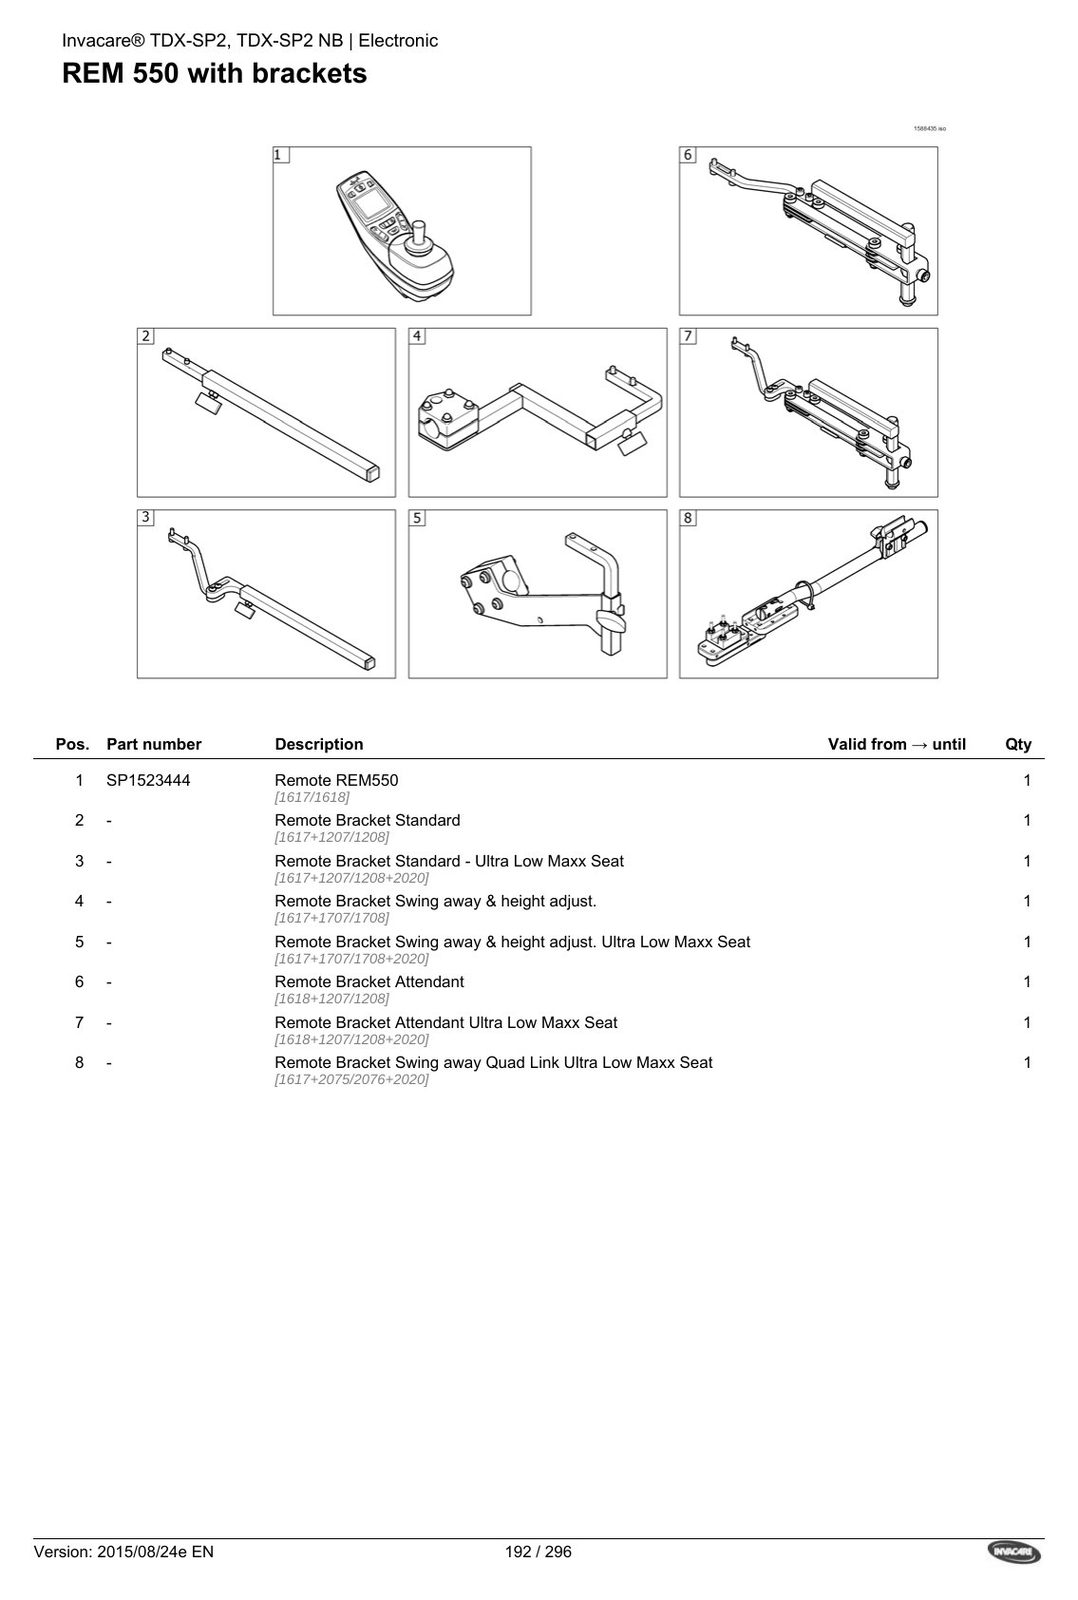 Invacare® TDX-SP2, TDX-SP2 NB | Electronic
REM 550 with brackets
1588435 iso
1
6
2
4
7
3
5
8
Pos. Part number Description Valid from → until Qty
1 SP1523444 Remote REM550 1
[1617/1618]
2 - Remote Bracket Standard 1
[1617+1207/1208]
3 - Remote Bracket Standard - Ultra Low Maxx Seat 1
[1617+1207/1208+2020]
4 - Remote Bracket Swing away & height adjust. 1
[1617+1707/1708]
5 - Remote Bracket Swing away & height adjust. Ultra Low Maxx Seat 1
[1617+1707/1708+2020]
6 - Remote Bracket Attendant 1
[1618+1207/1208]
7 - Remote Bracket Attendant Ultra Low Maxx Seat 1
[1618+1207/1208+2020]
8 - Remote Bracket Swing away Quad Link Ultra Low Maxx Seat 1
[1617+2075/2076+2020]
Version: 2015/08/24e EN 192 / 296 INVACARE